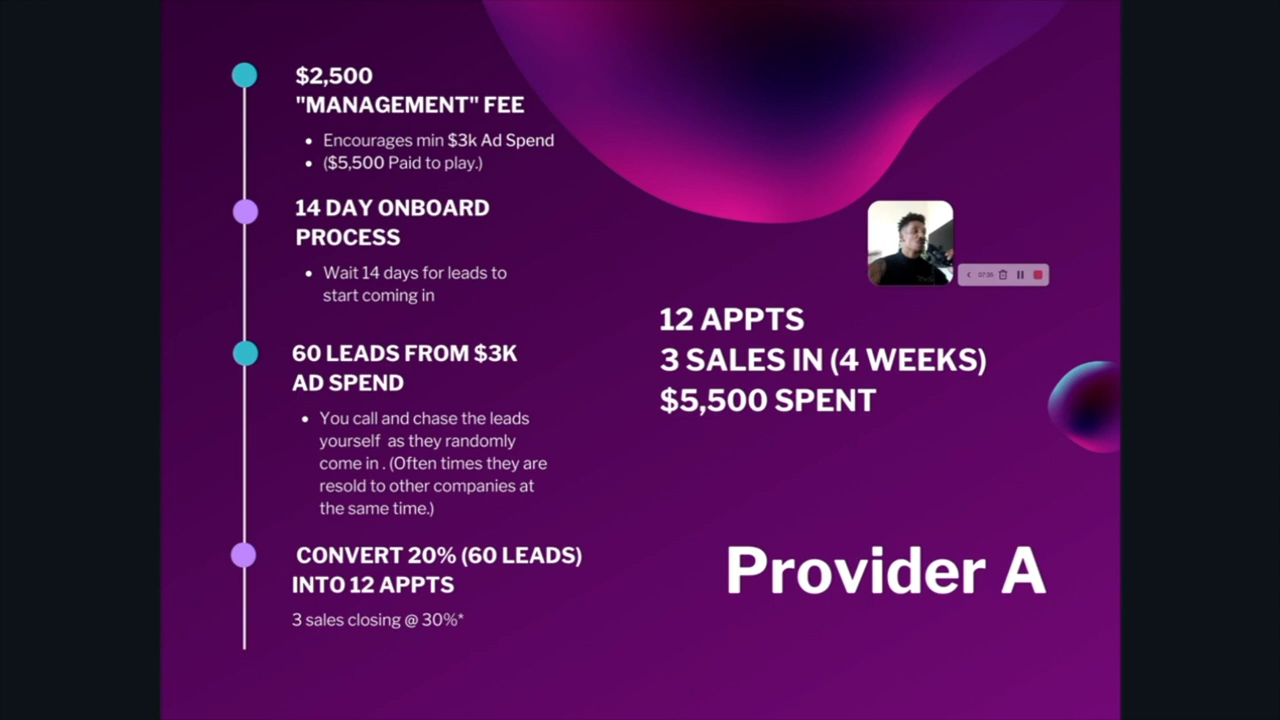 $2,500
"MANAGEMENT" FEE
• Encourages min $3k Ad Spend
• ($5,500 Paid to play.)
14 DAY ONBOARD
PROCESS
• Wait 14 days for leads to
start coming in
60 LEADS FROM $3K
AD SPEND
• You call and chase the leads
yourself as they randomly
come in . (Often times they are
resold to other companies at
the same time.)
CONVERT 20% (60 LEADS)
INTO 12 APPTS
3 sales closing @ 30%*
12 APPTS
3 SALES IN (4 WEEKS)
$5,500 SPENT
Provider A